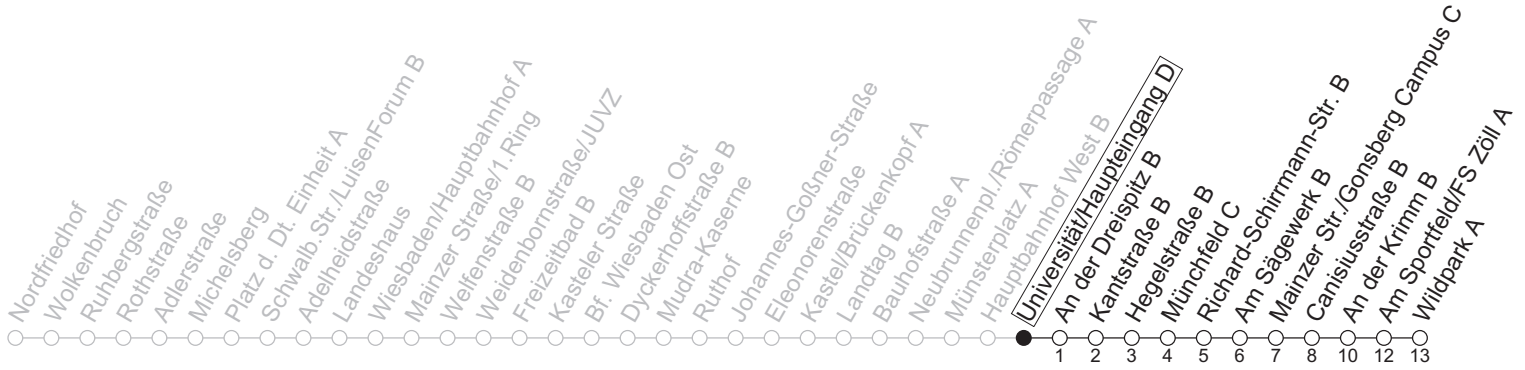 Nordfriedhof
Wolkenbruch
Ruhbergstraße
Rothstraße
Adlerstraße
Michelsberg
Platz d. Dt. Einheit A
Schwalb.Str./LuisenForum B
Adelheidstraße
Landeshaus
Wiesbaden/Hauptbahnhof A
Mainzer Straße/1.Ring
Welfenstraße B
Weidenbornstraße/JUVZ
Freizeitbad B
Kasteler Straße
Bf. Wiesbaden Ost
Dyckerhoffstraße B
Mudra-Kaserne
Ruthof
Johannes-Goßner-Straße
Eleonorenstraße
Kastel/Brückenkopf A
Landtag B
Bauhofstraße A
Neubrunnenpl./Römerpassage A
Münsterplatz A
Hauptbahnhof West B
Universität/Haupteingang D
An der Dreispitz B
Kantstraße B
Hegelstraße B
Münchfeld C
Richard-Schirrmann-Str. B
Am Sägewerk B
Mainzer Str./Gonsberg Campus C
Canisiusstraße B
An der Krimm B
Am Sportfeld/FS Zöll A
Wildpark A
1 2 3 4 5 6 7 8 10 12 13